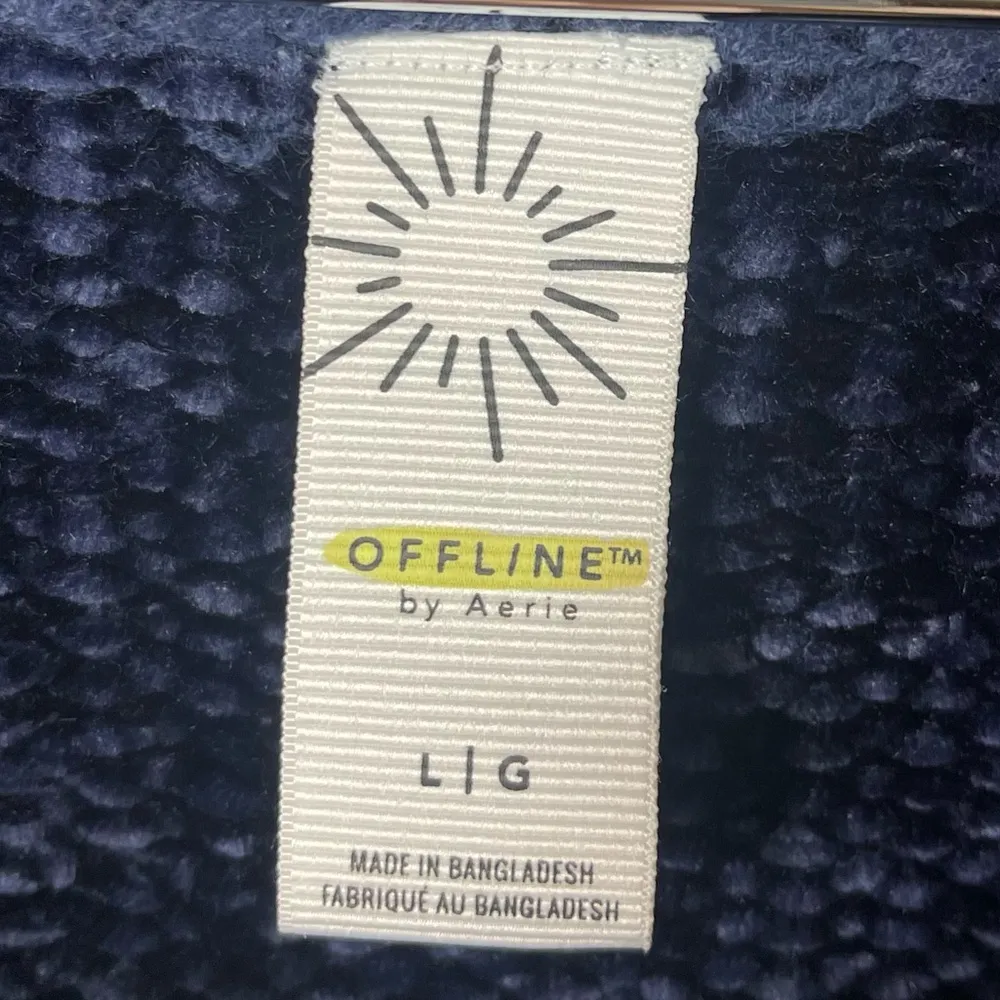 OFFLINE™
by Aerie
L|G
MADE IN BANGLADESH
FABRIQUÉ AU BANGLADESH